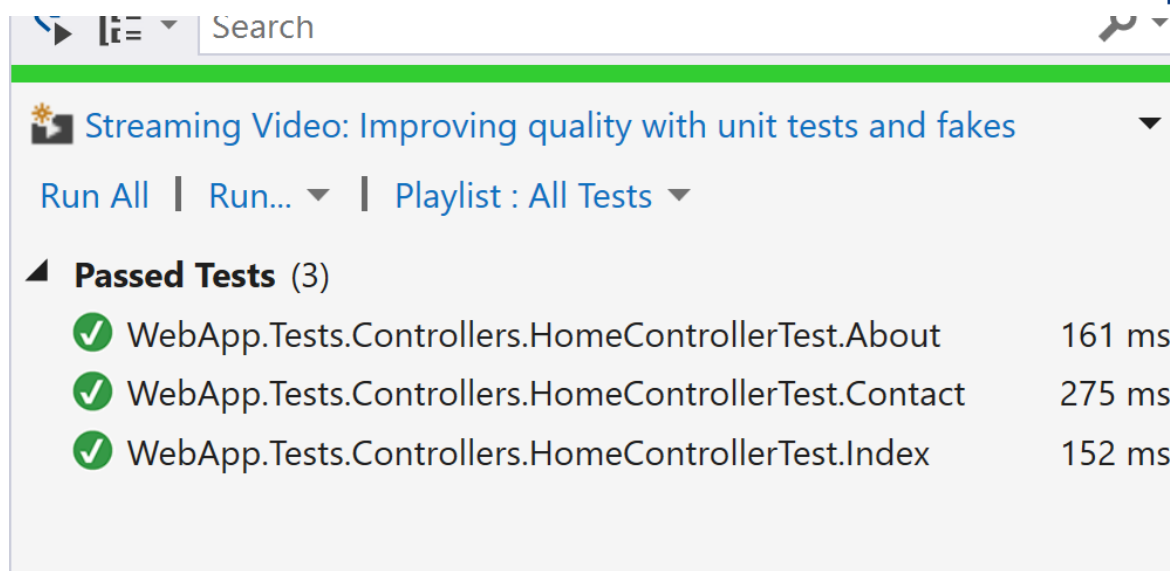 Search
Streaming Video: Improving quality with unit tests and fakes
Run All | Run... | Playlist : All Tests
Passed Tests (3)
WebApp.Tests.Controllers.HomeControllerTest.About 161 ms
WebApp.Tests.Controllers.HomeControllerTest.Contact 275 ms
WebApp.Tests.Controllers.HomeControllerTest.Index 152 ms